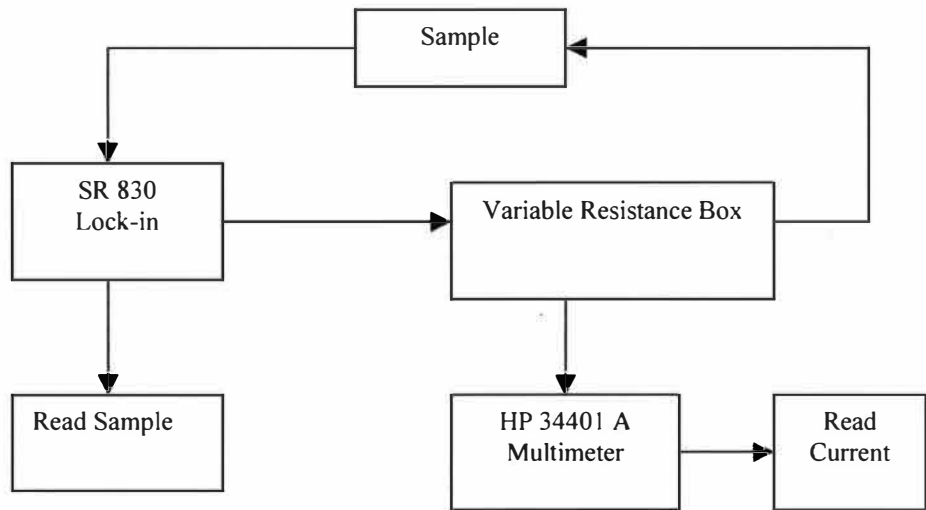 Sample
SR 830
Lock-in
Variable Resistance Box
Read Sample
HP 34401 A
Multimeter
Read
Current